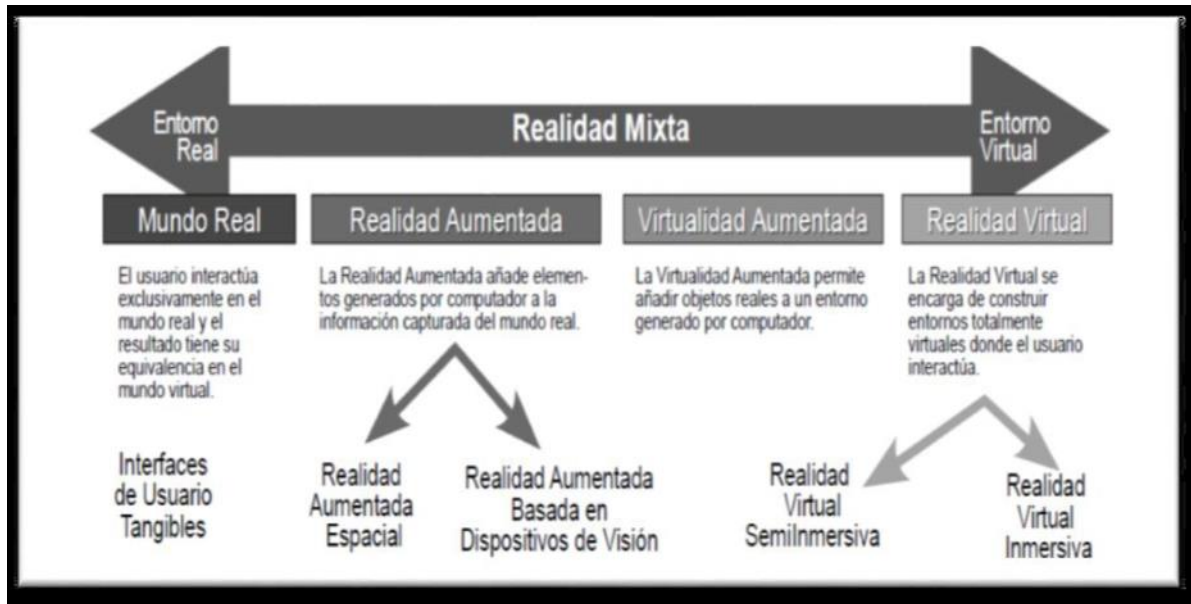 Entorno
Real
Realidad Mixta
Entorno
Virtual
Mundo Real
Realidad Aumentada
Virtualidad Aumentada
Realidad Virtual
El usuario interactúa
exclusivamente en el
mundo real y el
resultado tiene su
equivalencia en el
mundo virtual.
La Realidad Aumentada añade elemen-
tos generados por computador a la
información capturada del mundo real.
La Virtualidad Aumentada permite
añadir objetos reales a un entorno
generado por computador.
La Realidad Virtual se
encarga de construir
entornos totalmente
virtuales donde el usuario
interactúa.
Interfaces
de Usuario
Tangibles
Realidad
Aumentada
Espacial
Realidad Aumentada
Basada en
Dispositivos de Visión
Realidad
Virtual
SemiInmersiva
Realidad
Virtual
Inmersiva